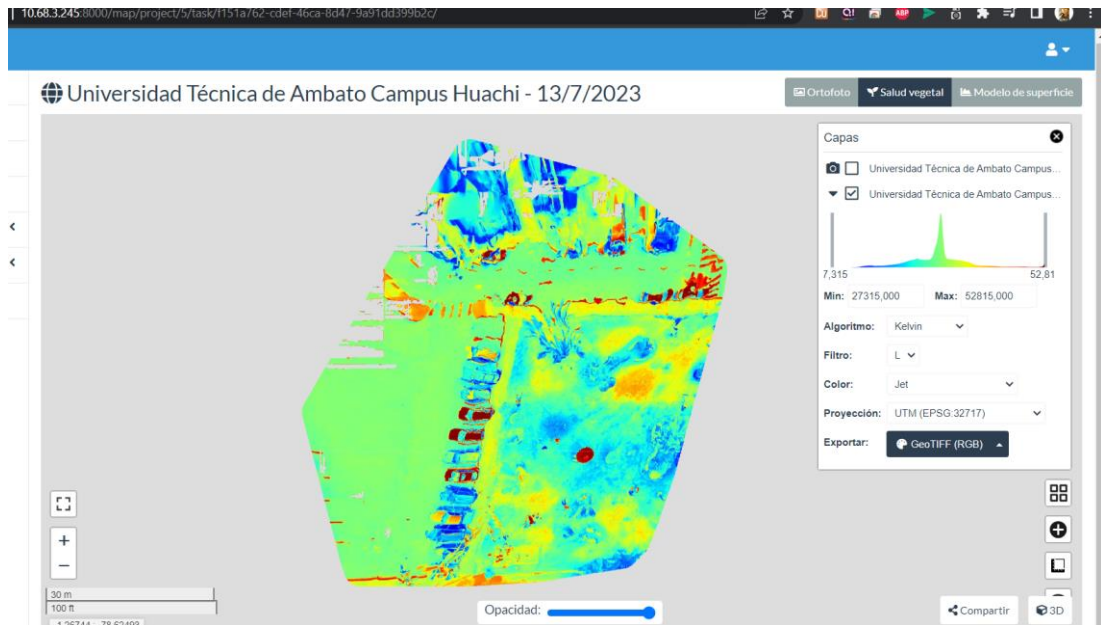 10.68.3.245:8000/map/project/5/task/f151a762-cdef-46ca-8d47-9a91dd399b2c/
Universidad Técnica de Ambato Campus Huachi - 13/7/2023
Ortofoto Salud vegetal Modelo de superficie
Capas
Universidad Técnica de Ambato Campus...
Universidad Técnica de Ambato Campus...
7,315 52,81
Min: 27315,000 Max: 52815,000
Algoritmo: Kelvin
Filtro: L
Color: Jet
Proyección: UTM (EPSG:32717)
Exportar: GeoTIFF (RGB)
+
−
30 m
100 ft
Opacidad:
Compartir 3D